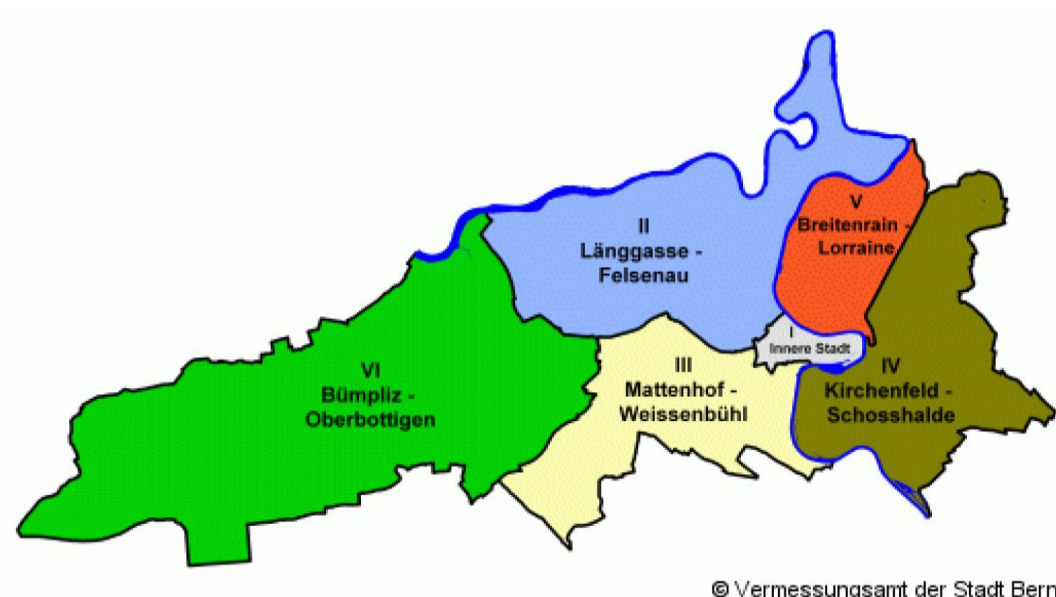 II
Länggasse -
Felsenau
V
Breitenrain -
Lorraine
I
Innere Stadt
VI
Bümpliz -
Oberbottigen
III
Mattenhof -
Weissenbühl
IV
Kirchenfeld -
Schosshalde
© Vermessungsamt der Stadt Bern